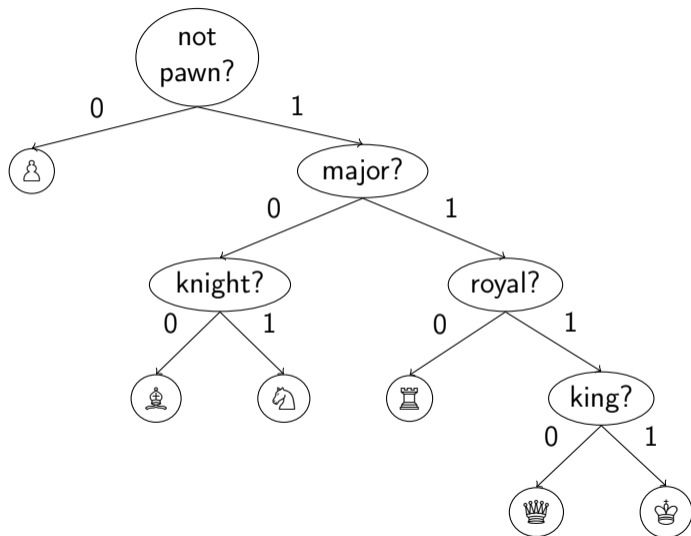 not
pawn?
0 1
♙ major?
0 1
knight? royal?
0 1 0 1
♗ ♘ ♖ king?
0 1
♕ ♔